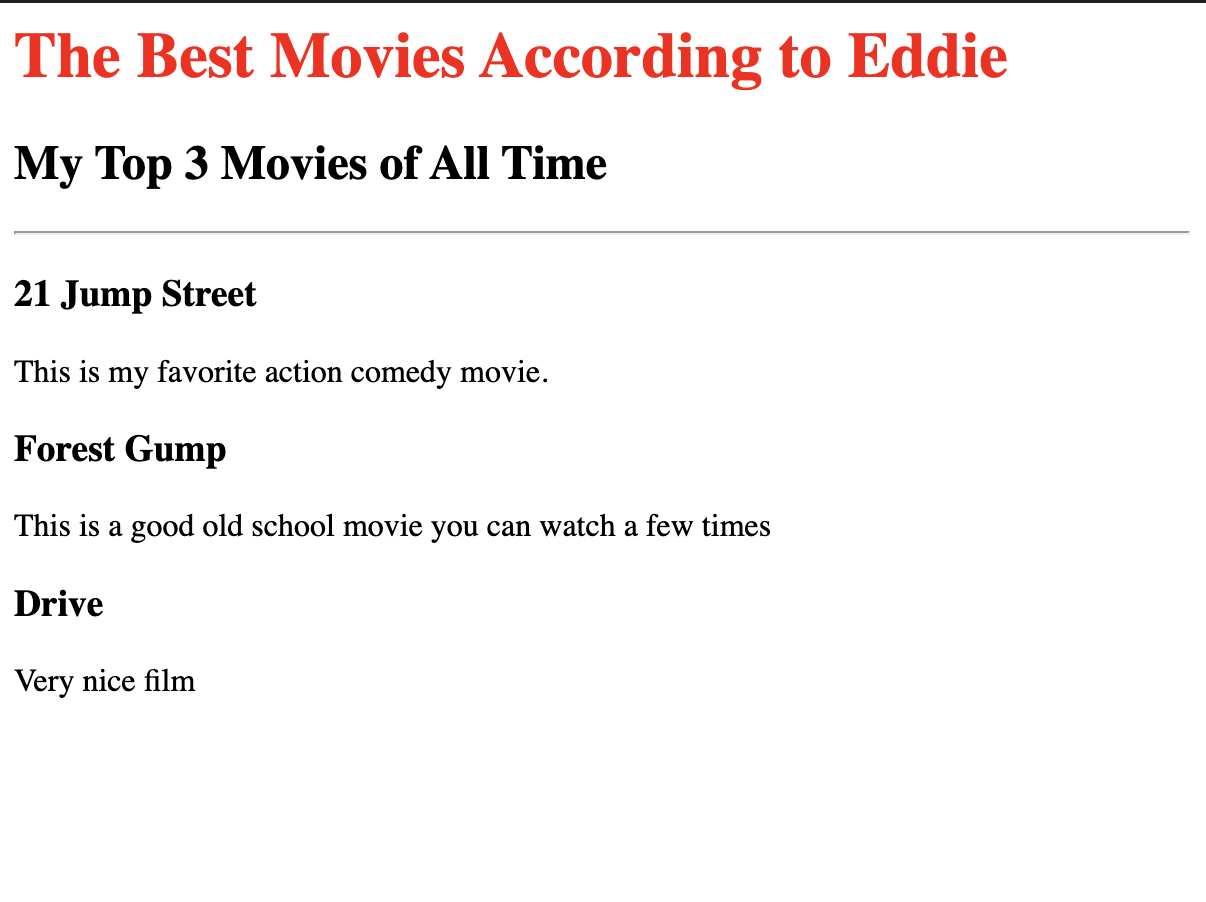 The Best Movies According to Eddie
My Top 3 Movies of All Time
21 Jump Street
This is my favorite action comedy movie.
Forest Gump
This is a good old school movie you can watch a few times
Drive
Very nice film